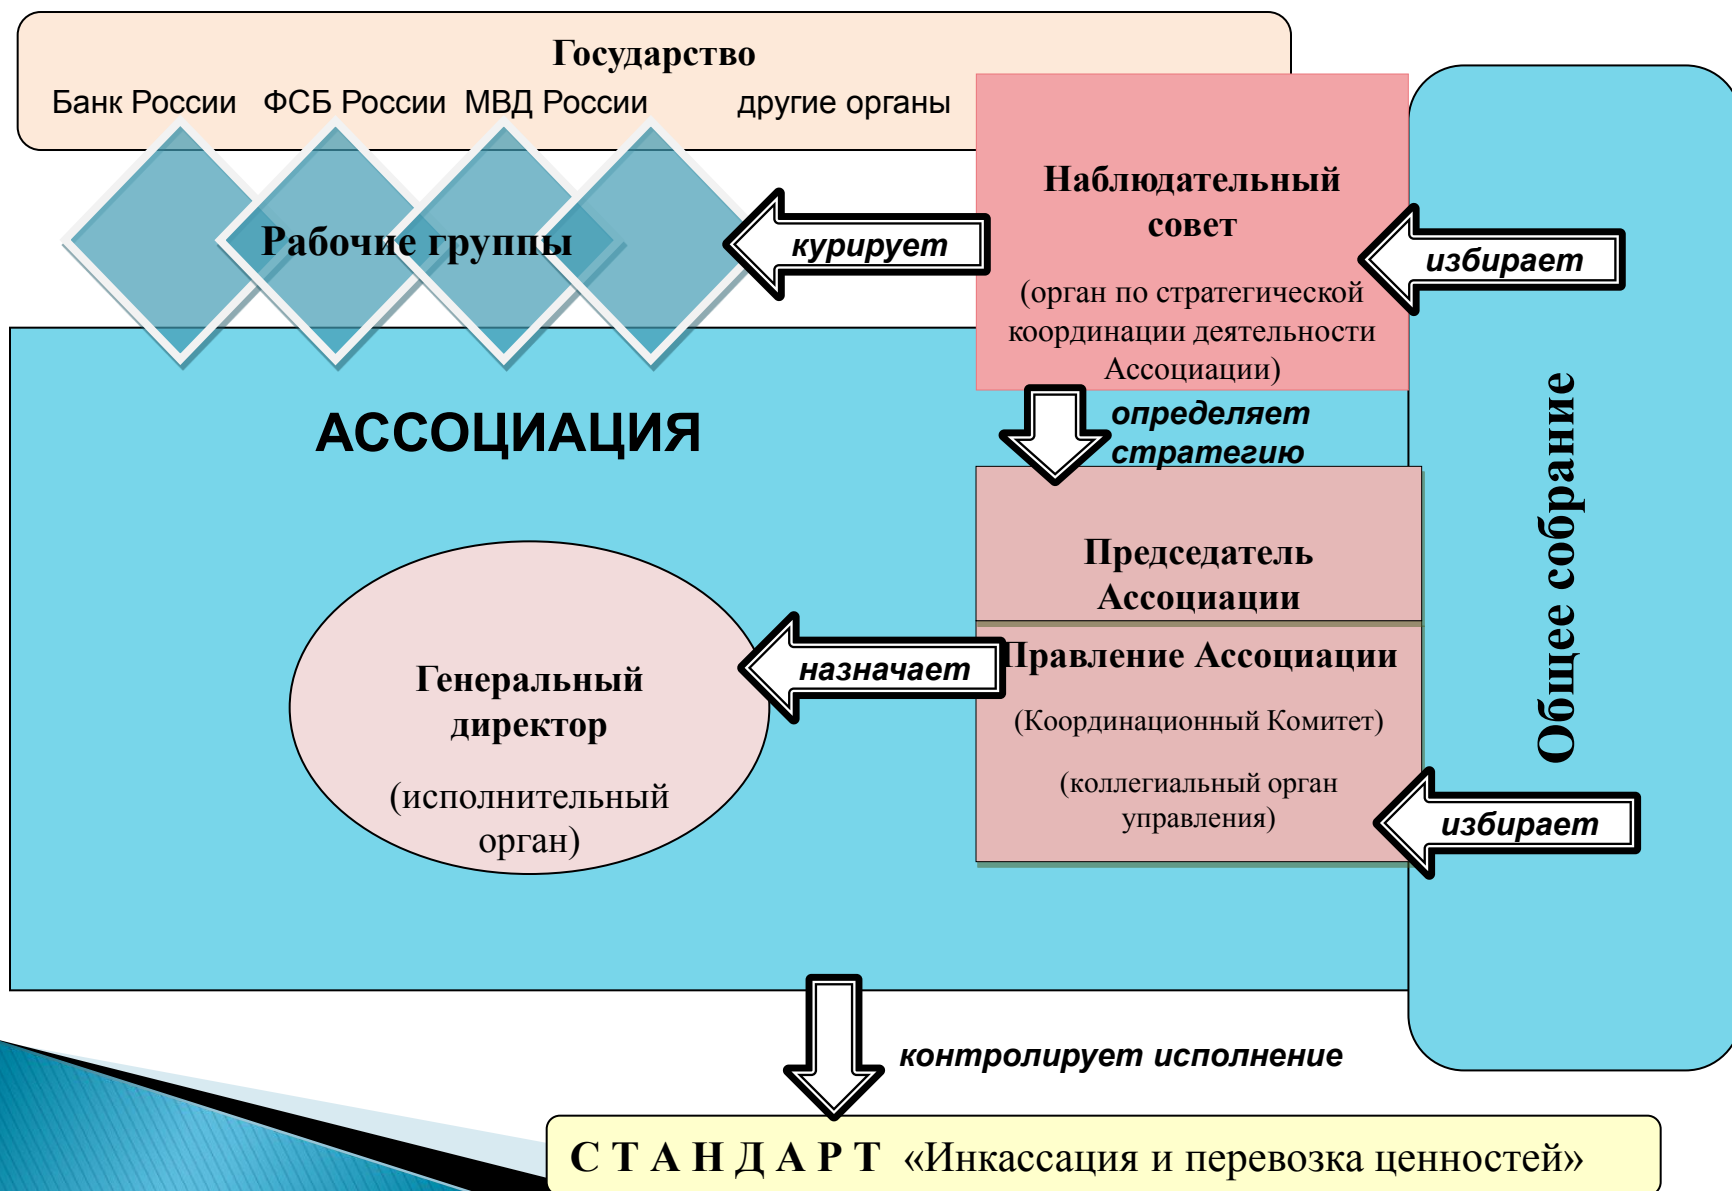 Государство
Банк России ФСБ России МВД России другие органы
Рабочие группы
курирует
Наблюдательный
совет
(орган по стратегической
координации деятельности
Ассоциации)
избирает
АССОЦИАЦИЯ
определяет
стратегию
Председатель
Ассоциации
Правление Ассоциации
(Координационный Комитет)
(коллегиальный орган
управления)
назначает
Генеральный
директор
(исполнительный
орган)
избирает
Общее собрание
контролирует исполнение
С Т А Н Д А Р Т «Инкассация и перевозка ценностей»